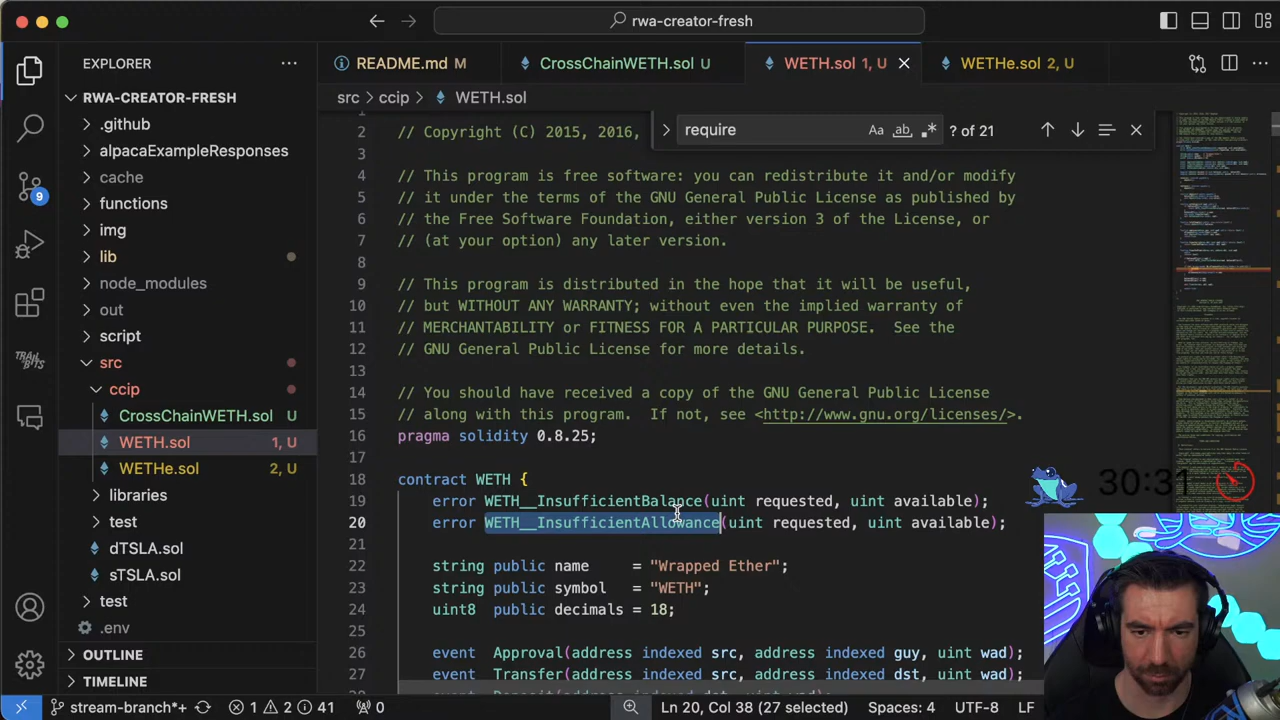 rwa-creator-fresh
EXPLORER
RWA-CREATOR-FRESH
.github
alpacaExampleResponses
cache
functions
img
lib
node_modules
out
script
src
ccip
CrossChainWETH.sol U
WETH.sol 1, U
WETHe.sol 2, U
libraries
test
dTSLA.sol
sTSLA.sol
test
.env
OUTLINE
TIMELINE
9
TRAIL
BITS
README.md M
CrossChainWETH.sol U
WETH.sol 1, U
WETHe.sol 2, U
src > ccip > WETH.sol
require
Aa ab .* ? of 21
2 // Copyright (C) 2015, 2016,
3
4 // This program is free software: you can redistribute it and/or modify
5 // it under the terms of the GNU General Public License as published by
6 // the Free Software Foundation, either version 3 of the License, or
7 // (at your option) any later version.
8
9 // This program is distributed in the hope that it will be useful,
10 // but WITHOUT ANY WARRANTY; without even the implied warranty of
11 // MERCHANTABILITY or FITNESS FOR A PARTICULAR PURPOSE.  See the
12 // GNU General Public License for more details.
13
14 // You should have received a copy of the GNU General Public License
15 // along with this program.  If not, see <http://www.gnu.org/licenses/>.
16 pragma solidity 0.8.25;
17
18 contract WETH {
19 error WETH__InsufficientBalance(uint requested, uint available);
20 error WETH__InsufficientAllowance(uint requested, uint available);
21
22 string public name     = "Wrapped Ether";
23 string public symbol   = "WETH";
24 uint8  public decimals = 18;
25
26 event  Approval(address indexed src, address indexed guy, uint wad);
27 event  Transfer(address indexed src, address indexed dst, uint wad);
30:31
stream-branch*+ 1 2 41 0
Ln 20, Col 38 (27 selected) Spaces: 4 UTF-8 LF